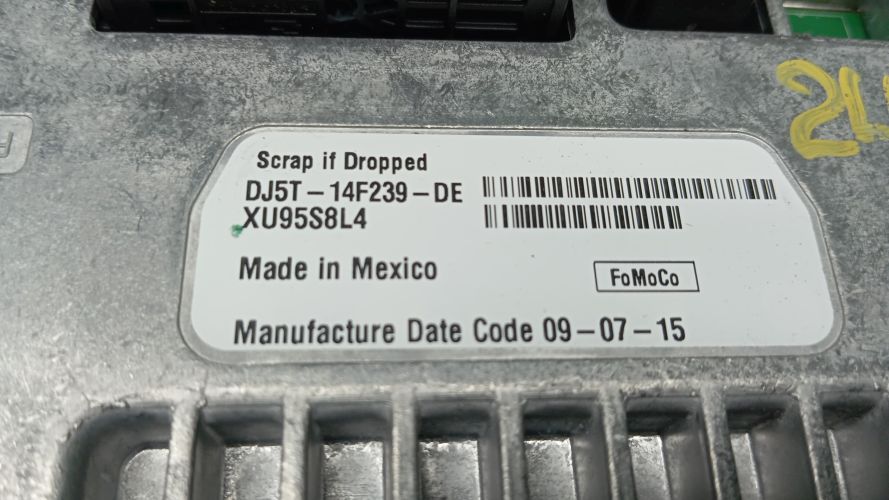 Scrap if Dropped
DJ5T-14F239-DE
XU95S8L4
Made in Mexico
FoMoCo
Manufacture Date Code 09-07-15